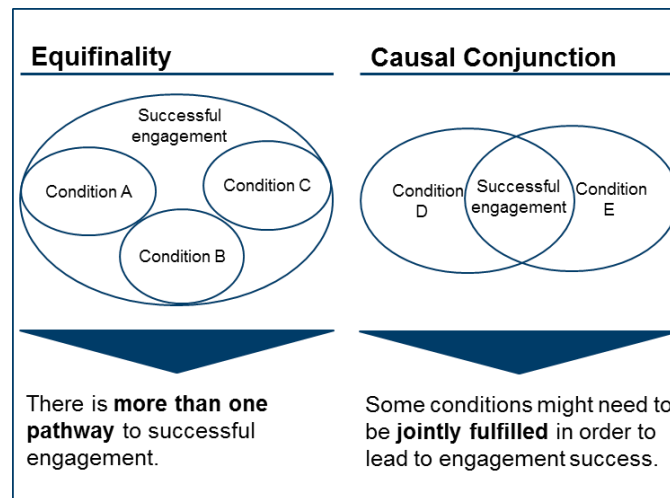 Equifinality
Successful
engagement
Condition A
Condition C
Condition B
There is more than one
pathway to successful
engagement.
Causal Conjunction
Condition
D
Successful
engagement
Condition
E
Some conditions might need to
be jointly fulfilled in order to
lead to engagement success.